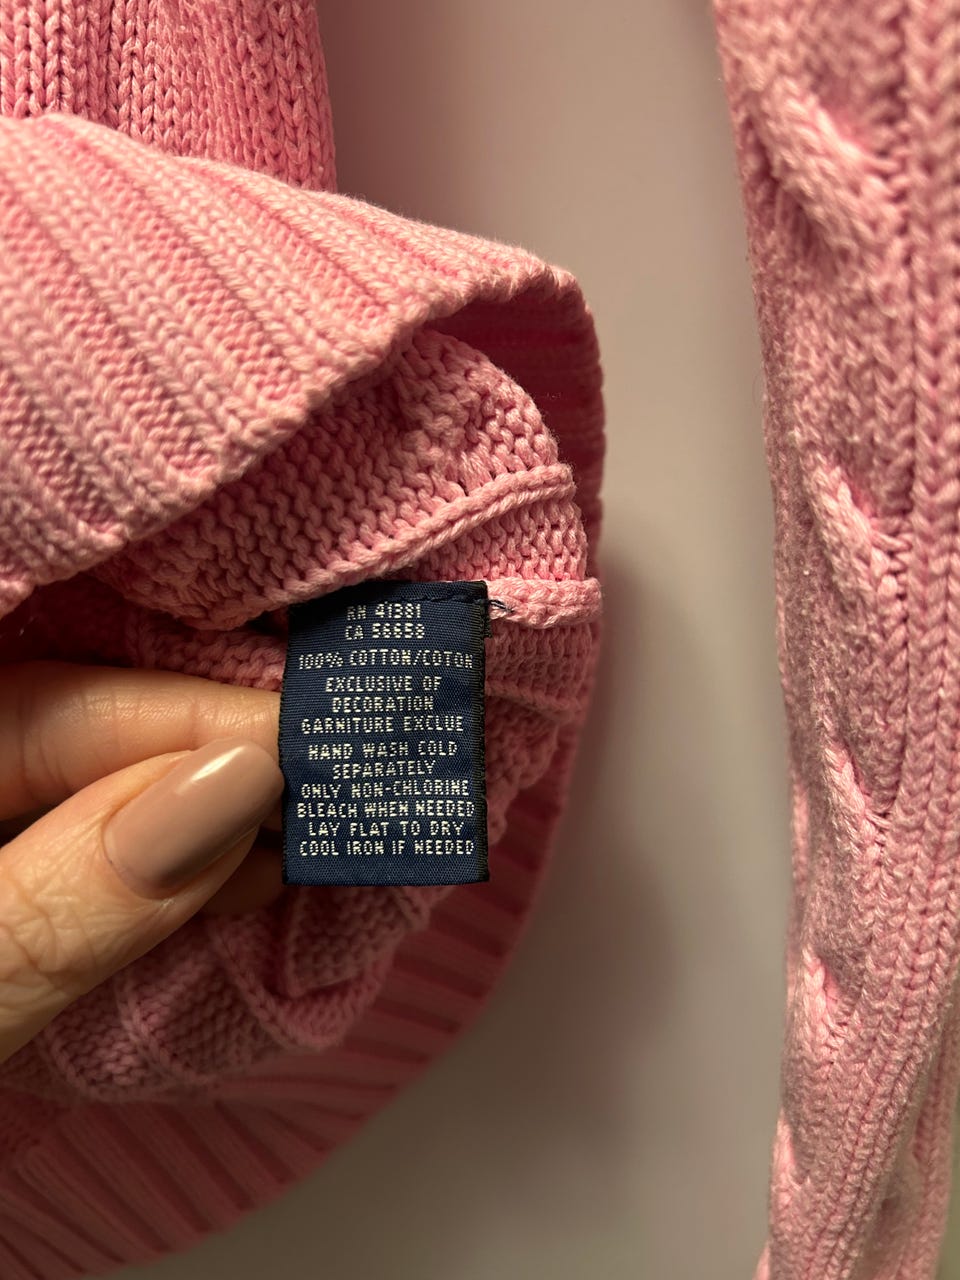 RN 41381
CA 56658
100% COTTON/COTON
EXCLUSIVE OF
DECORATION
GARNITURE EXCLUE
HAND WASH COLD
SEPARATELY
ONLY NON-CHLORINE
BLEACH WHEN NEEDED
LAY FLAT TO DRY
COOL IRON IF NEEDED